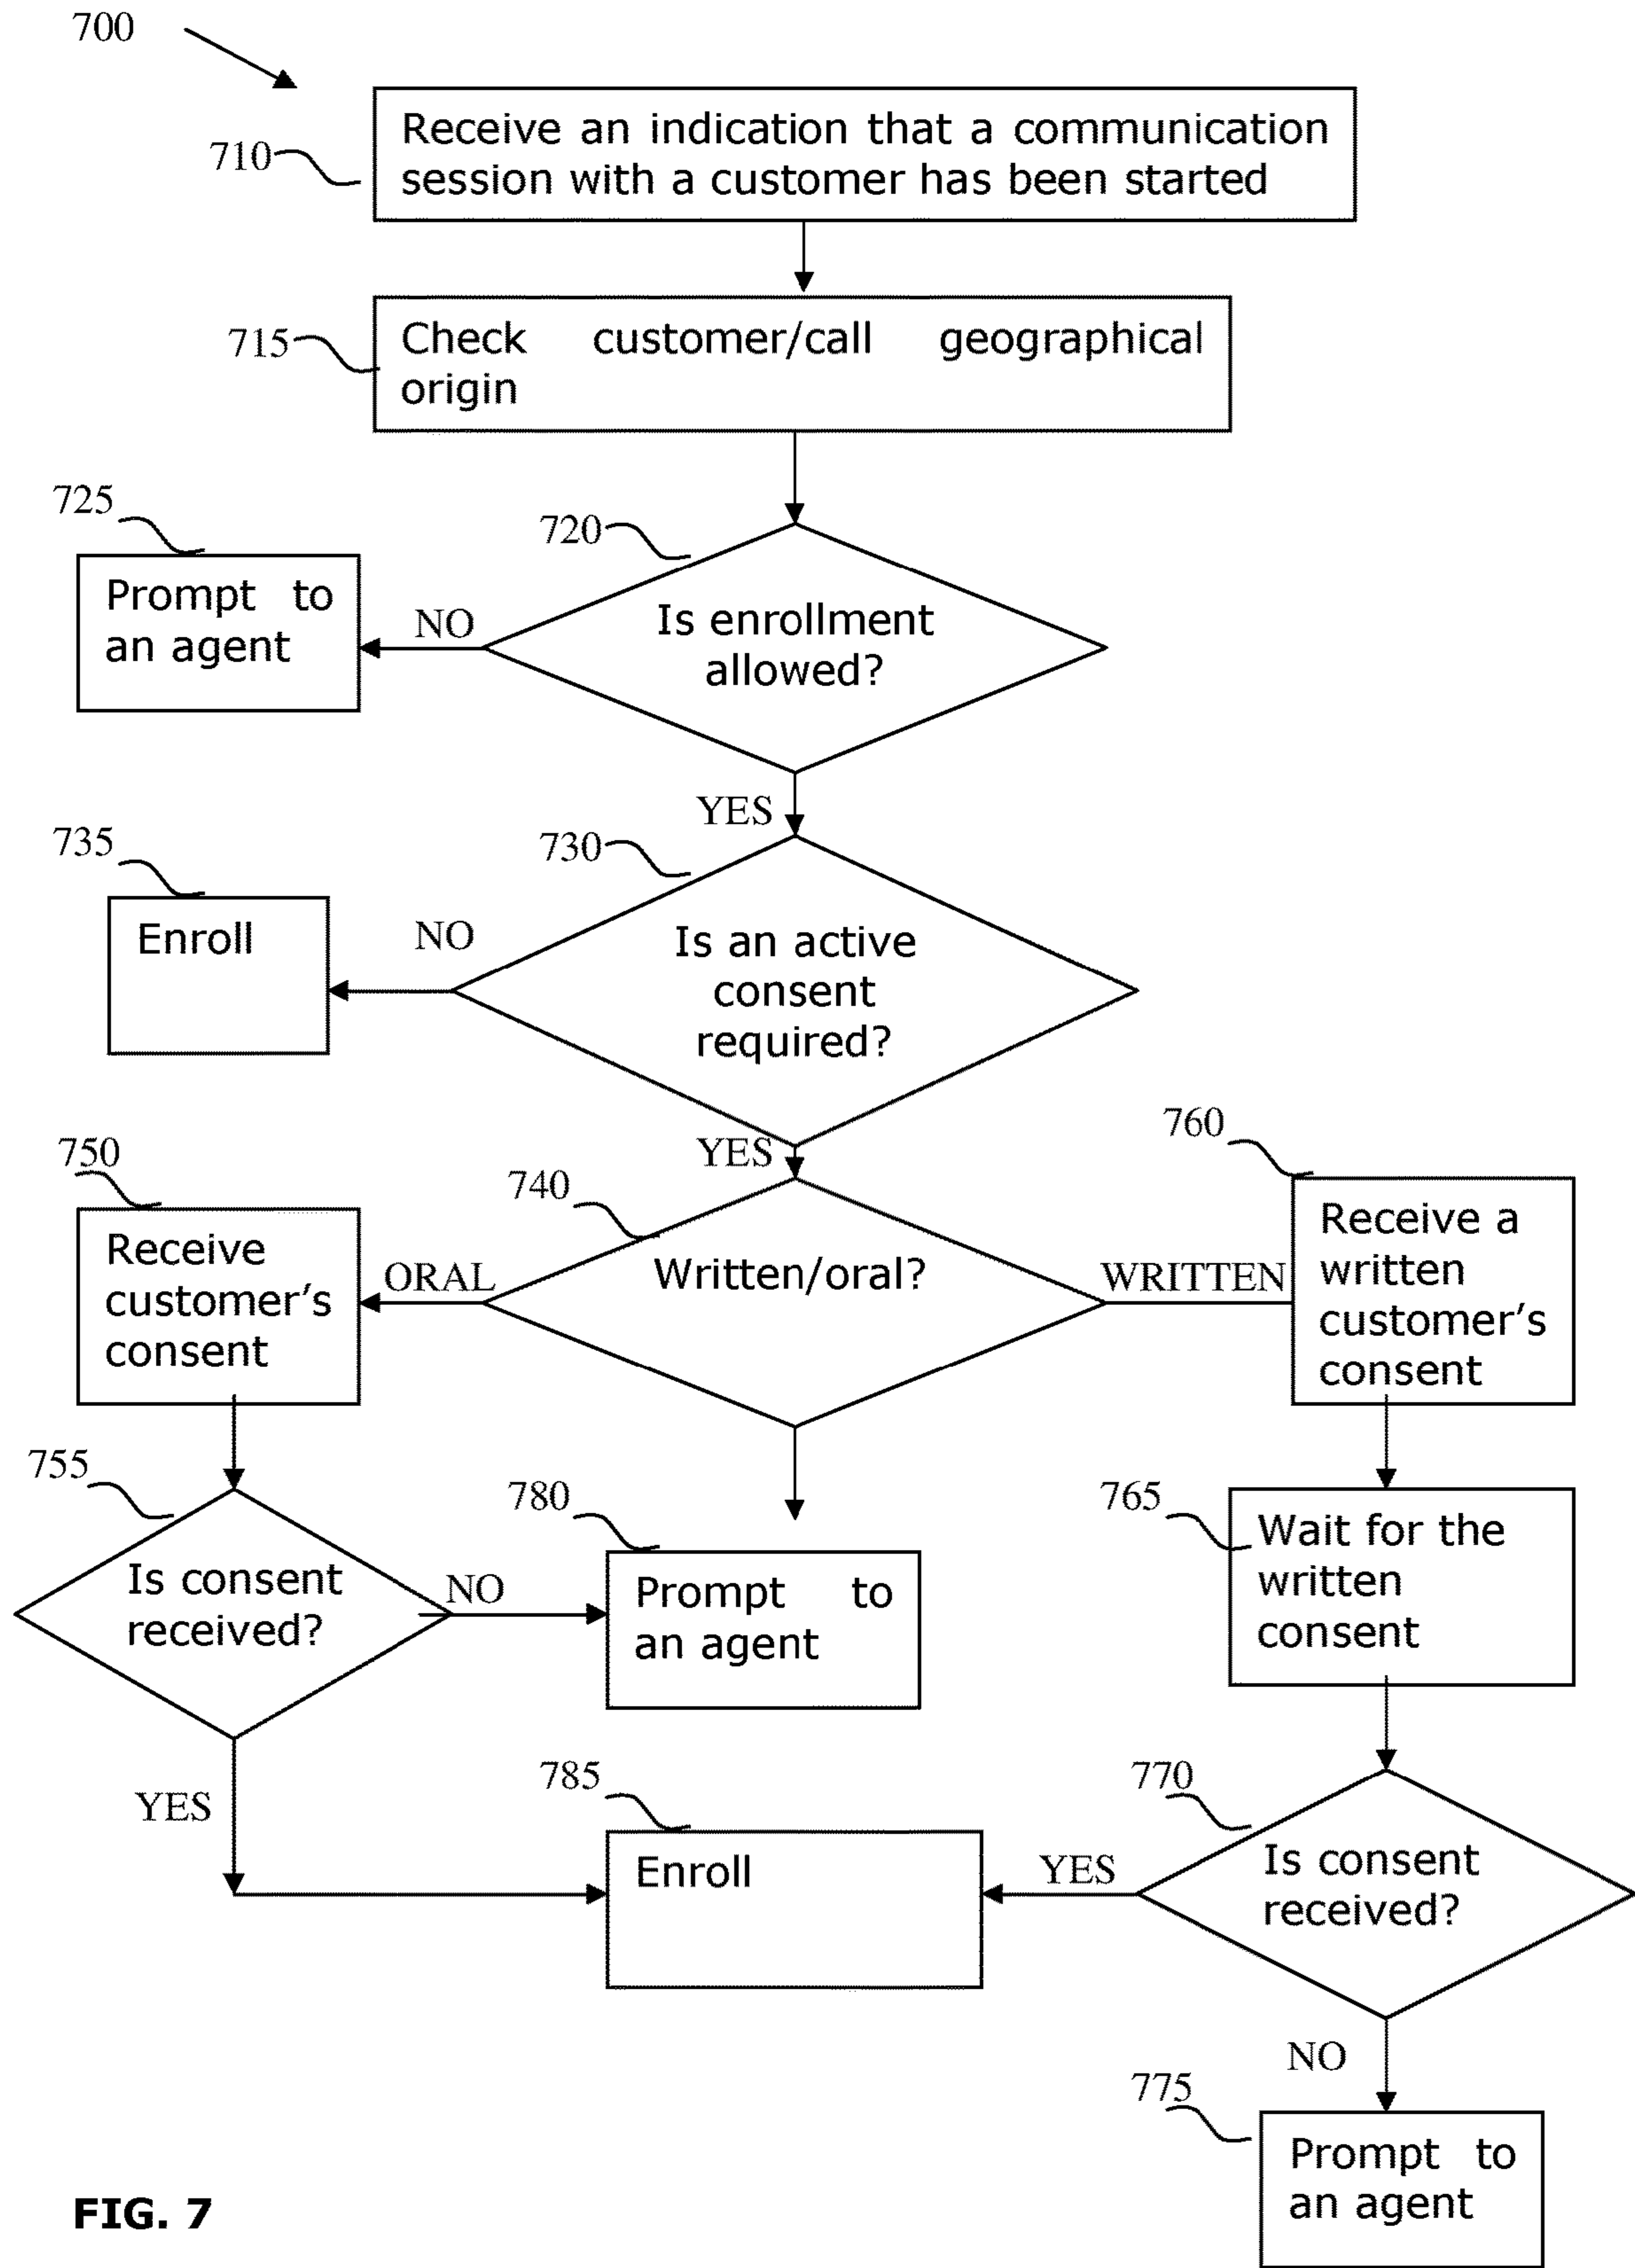 700
710
Receive an indication that a communication
session with a customer has been started
715
Check customer/call geographical
origin
725
Prompt to
an agent
NO
720
Is enrollment
allowed?
YES
735
Enroll
NO
730
Is an active
consent
required?
YES
750
Receive
customer's
consent
ORAL
740
Written/oral?
WRITTEN
760
Receive a
written
customer's
consent
755
Is consent
received?
NO
780
Prompt to
an agent
765
Wait for the
written
consent
YES
785
Enroll
YES
770
Is consent
received?
NO
775
Prompt to
an agent
FIG. 7